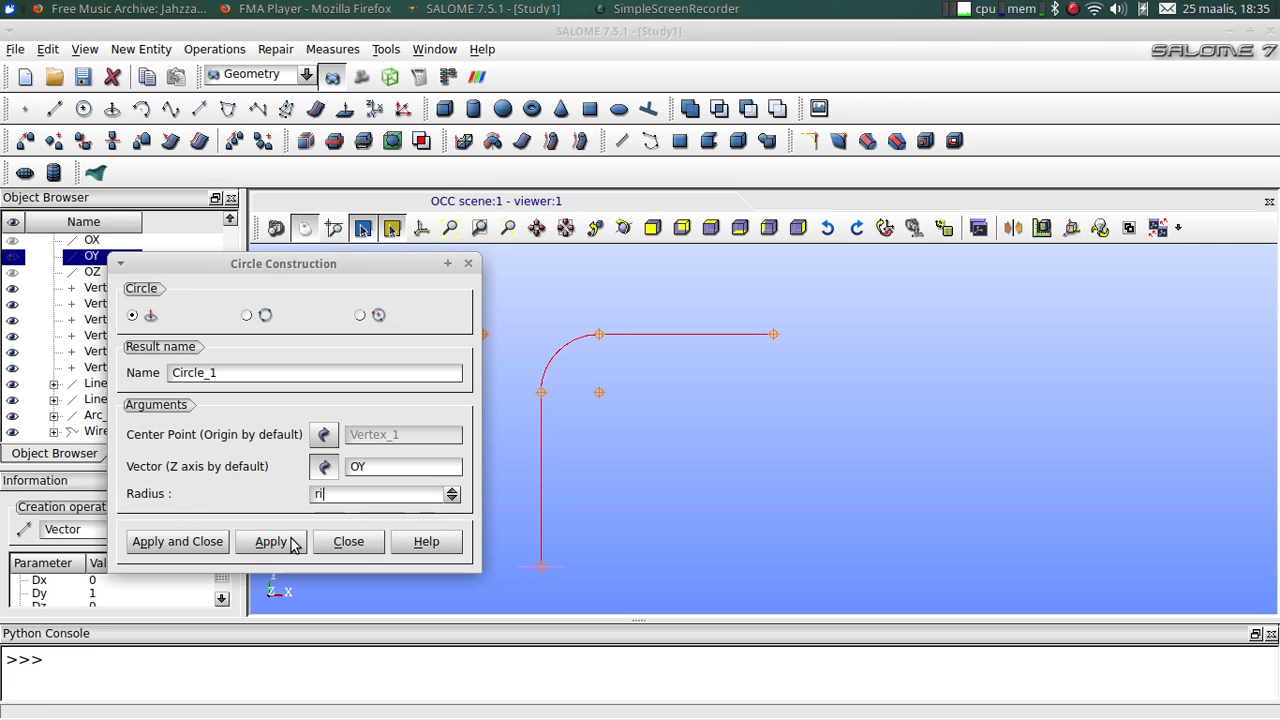 Free Music Archive: Jahzza...
FMA Player - Mozilla Firefox
SALOME 7.5.1 - [Study1]
SimpleScreenRecorder
cpu
mem
25 maalis, 18:35
SALOME 7.5.1 - [Study1]
File Edit View New Entity Operations Repair Measures Tools Window Help
SALOME 7
Geometry
Object Browser
OCC scene:1 - viewer:1
Name
OX
OY
OZ
Vert
Vert
Vert
Vert
Vert
Vert
Line
Line
Arc_
Wire
Object Browser
Information
Creation operat
Vector
Parameter Val
Dx 0
Dy 1
Dz 0
Circle Construction
Circle
Result name
Name Circle_1
Arguments
Center Point (Origin by default) Vertex_1
Vector (Z axis by default) OY
Radius : ri
Apply and Close Apply Close Help
Z X
Python Console
>>>